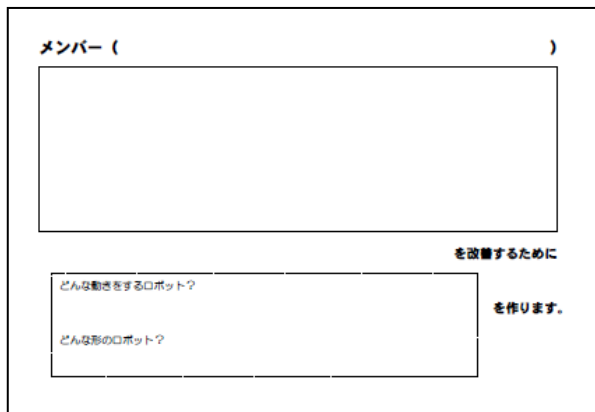 メンバー（　　　　　　　　　　　　　　　　　　　　）
を改善するために
どんな動きをするロボット？
を作ります。
どんな形のロボット？